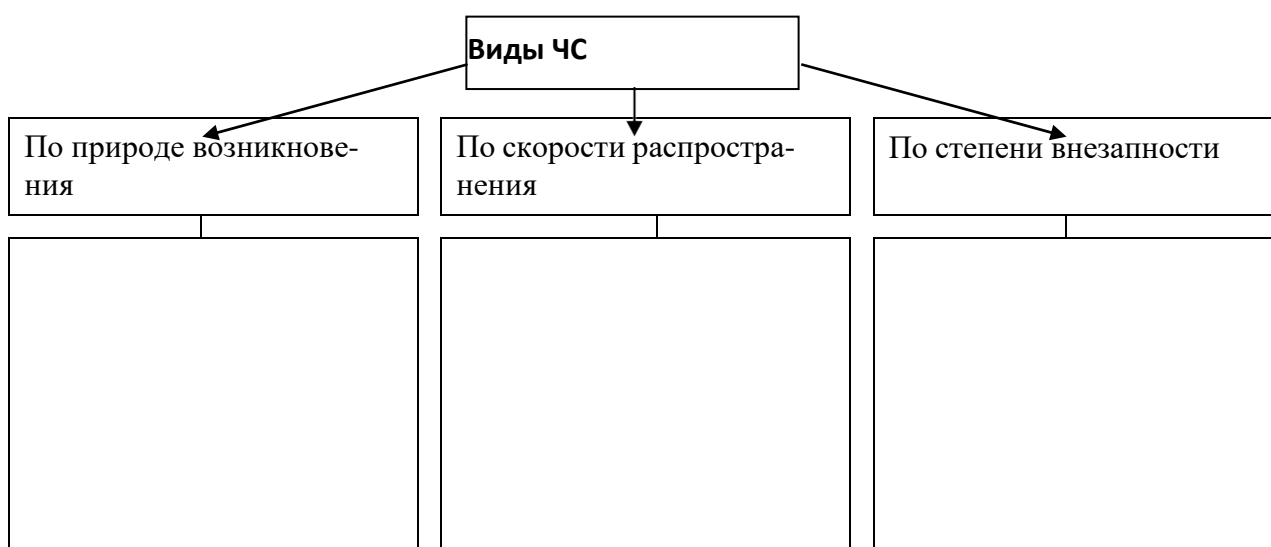 Виды ЧС
По природе возникнове-
ния
По скорости распростра-
нения
По степени внезапности